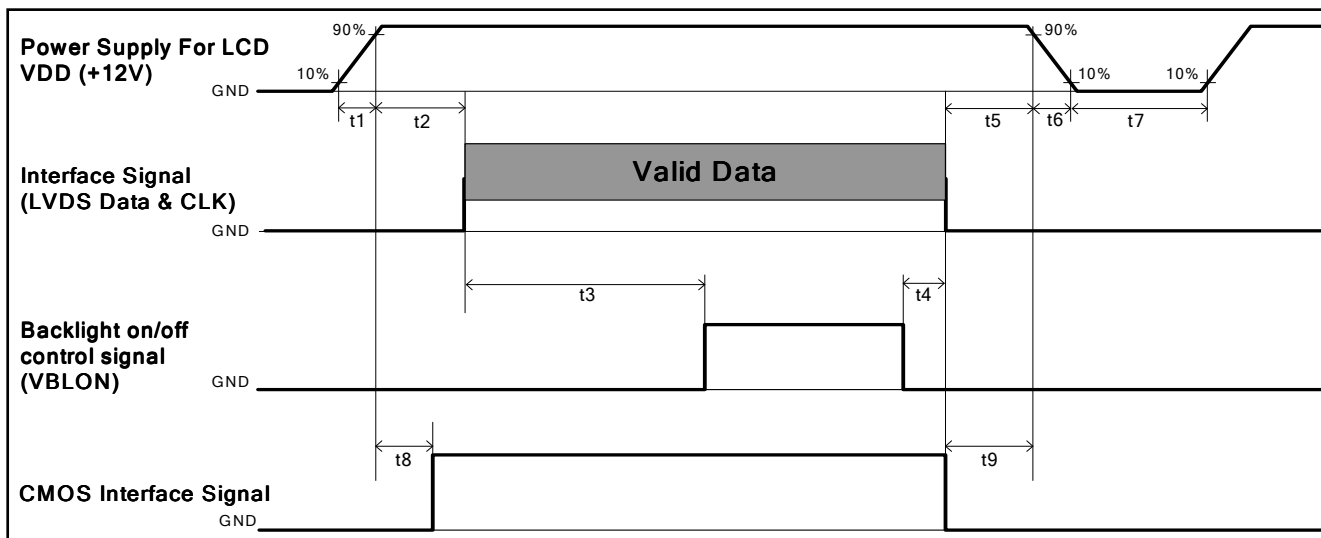 Power Supply For LCD
VDD (+12V)
90%
10%
GND
90%
10%
10%
t1
t2
t5
t6
t7
Interface Signal
(LVDS Data & CLK)
Valid Data
GND
t3
t4
Backlight on/off
control signal
(VBLON)
GND
t8
t9
CMOS Interface Signal
GND